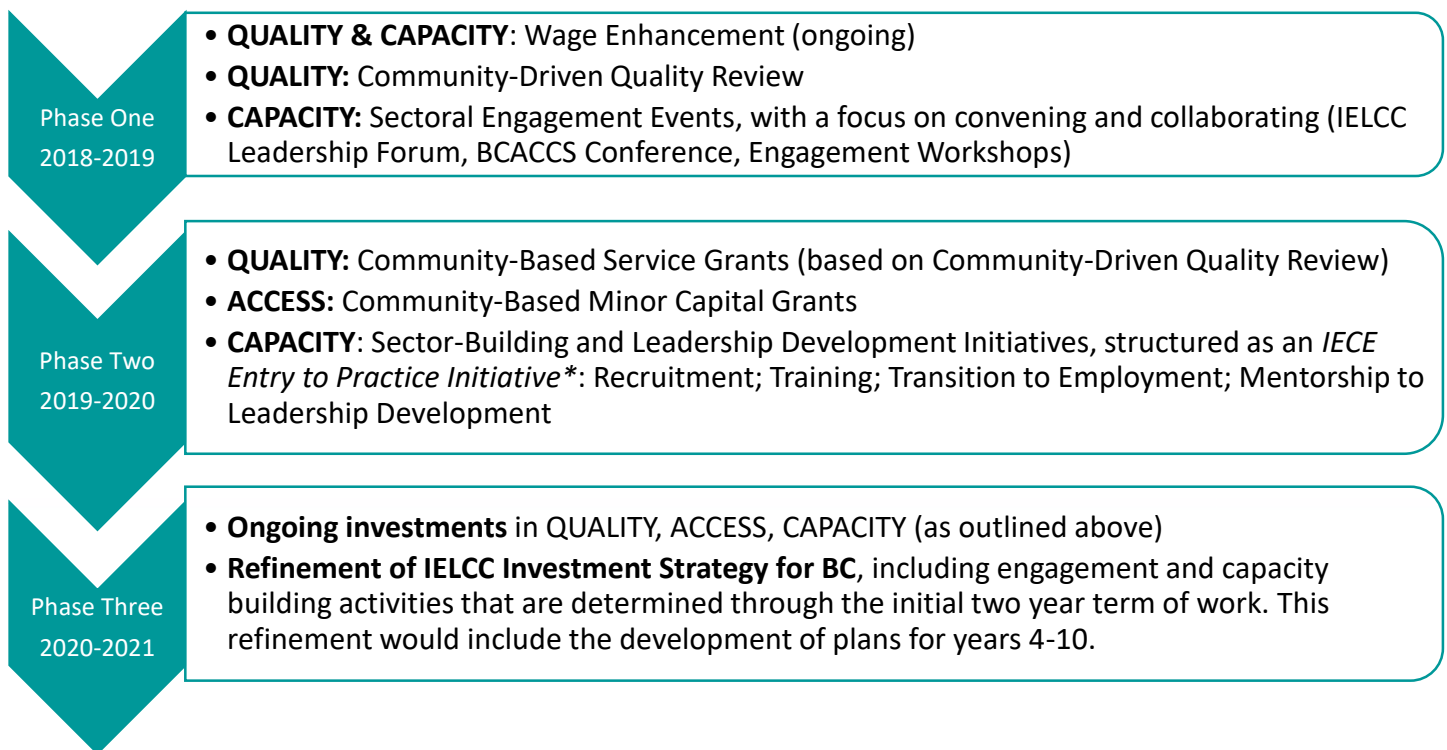 Phase One
2018-2019
• QUALITY & CAPACITY: Wage Enhancement (ongoing)
• QUALITY: Community-Driven Quality Review
• CAPACITY: Sectoral Engagement Events, with a focus on convening and collaborating (IELCC
Leadership Forum, BCACCS Conference, Engagement Workshops)
Phase Two
2019-2020
• QUALITY: Community-Based Service Grants (based on Community-Driven Quality Review)
• ACCESS: Community-Based Minor Capital Grants
• CAPACITY: Sector-Building and Leadership Development Initiatives, structured as an IECE
Entry to Practice Initiative*: Recruitment; Training; Transition to Employment; Mentorship to
Leadership Development
Phase Three
2020-2021
• Ongoing investments in QUALITY, ACCESS, CAPACITY (as outlined above)
• Refinement of IELCC Investment Strategy for BC, including engagement and capacity
building activities that are determined through the initial two year term of work. This
refinement would include the development of plans for years 4-10.